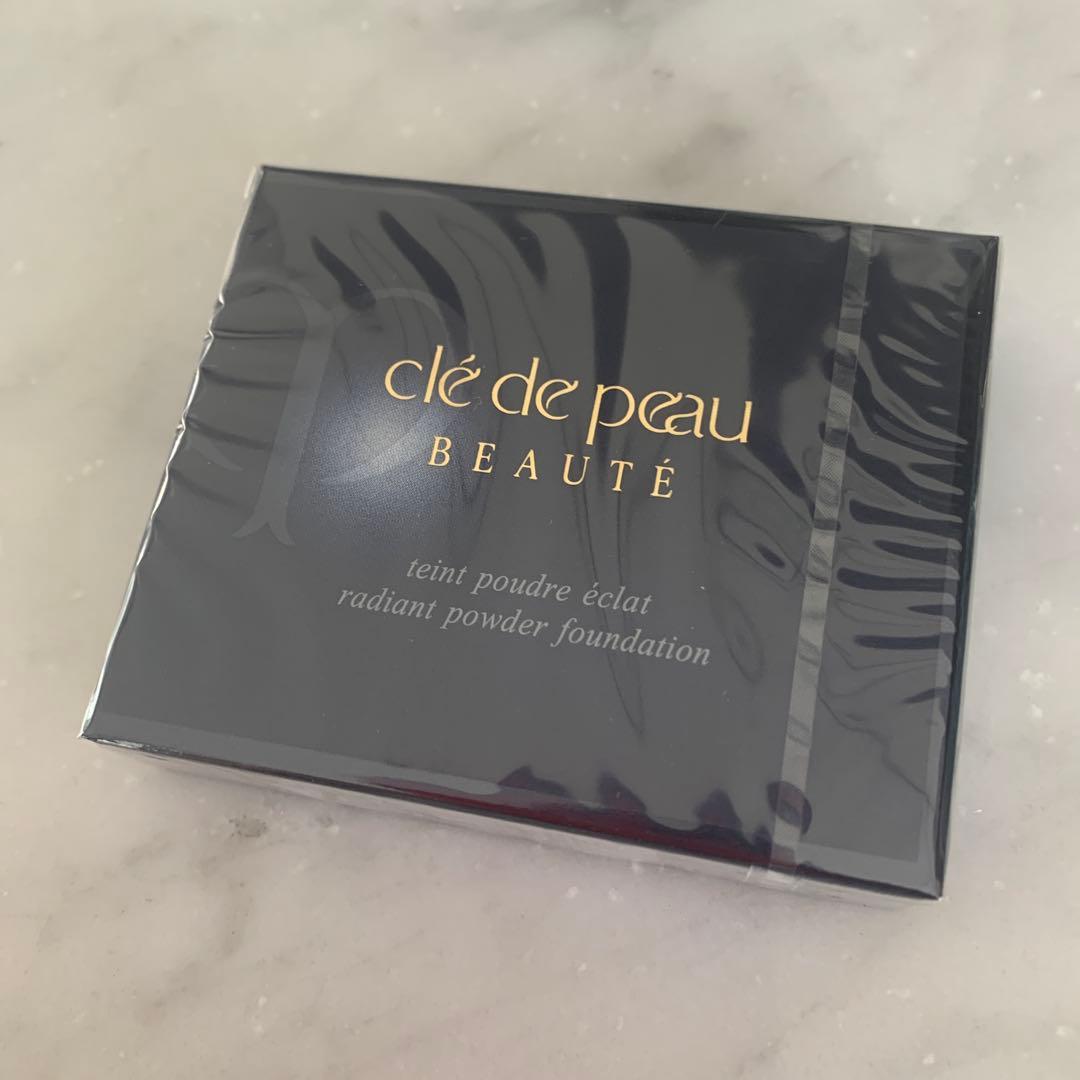 clé de peau
BEAUTÉ
teint poudre éclat
radiant powder foundation